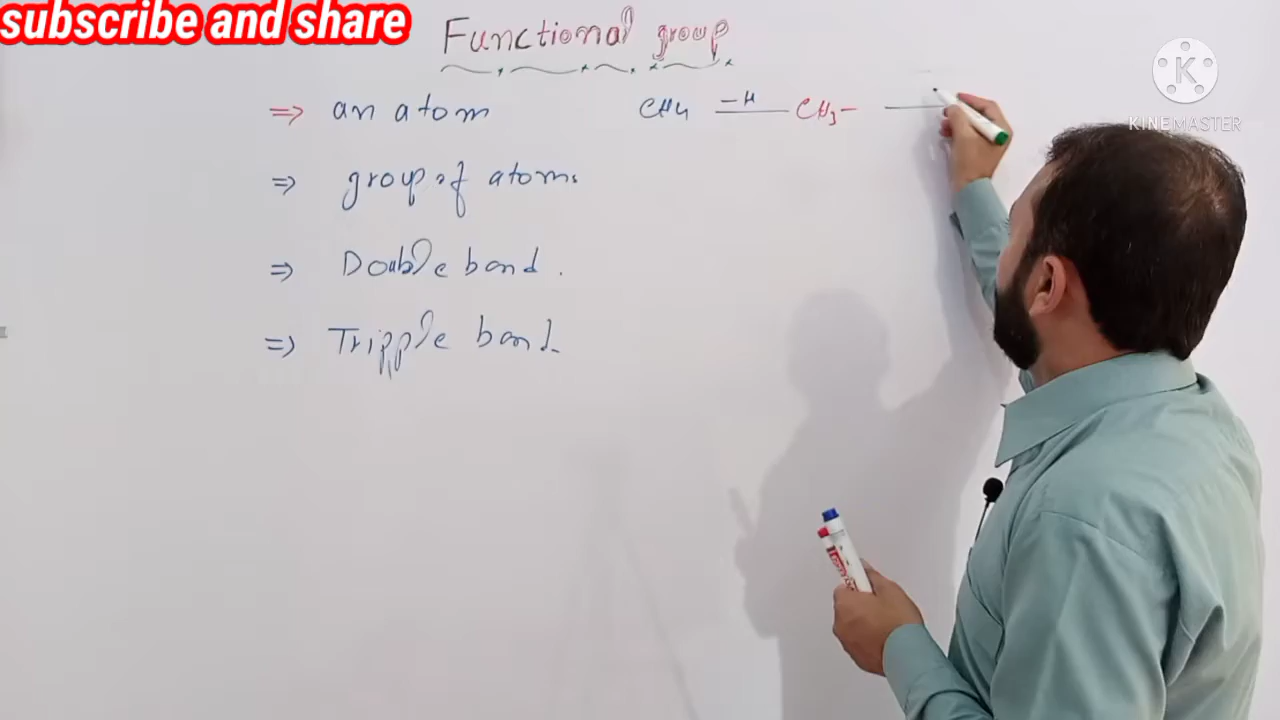 subscribe and share
Functional group
K
KINEMASTER
⇒ an atom
CH4 —H CH3—
⇒ group of atoms
⇒ Double bond.
⇒ Tripple bond.